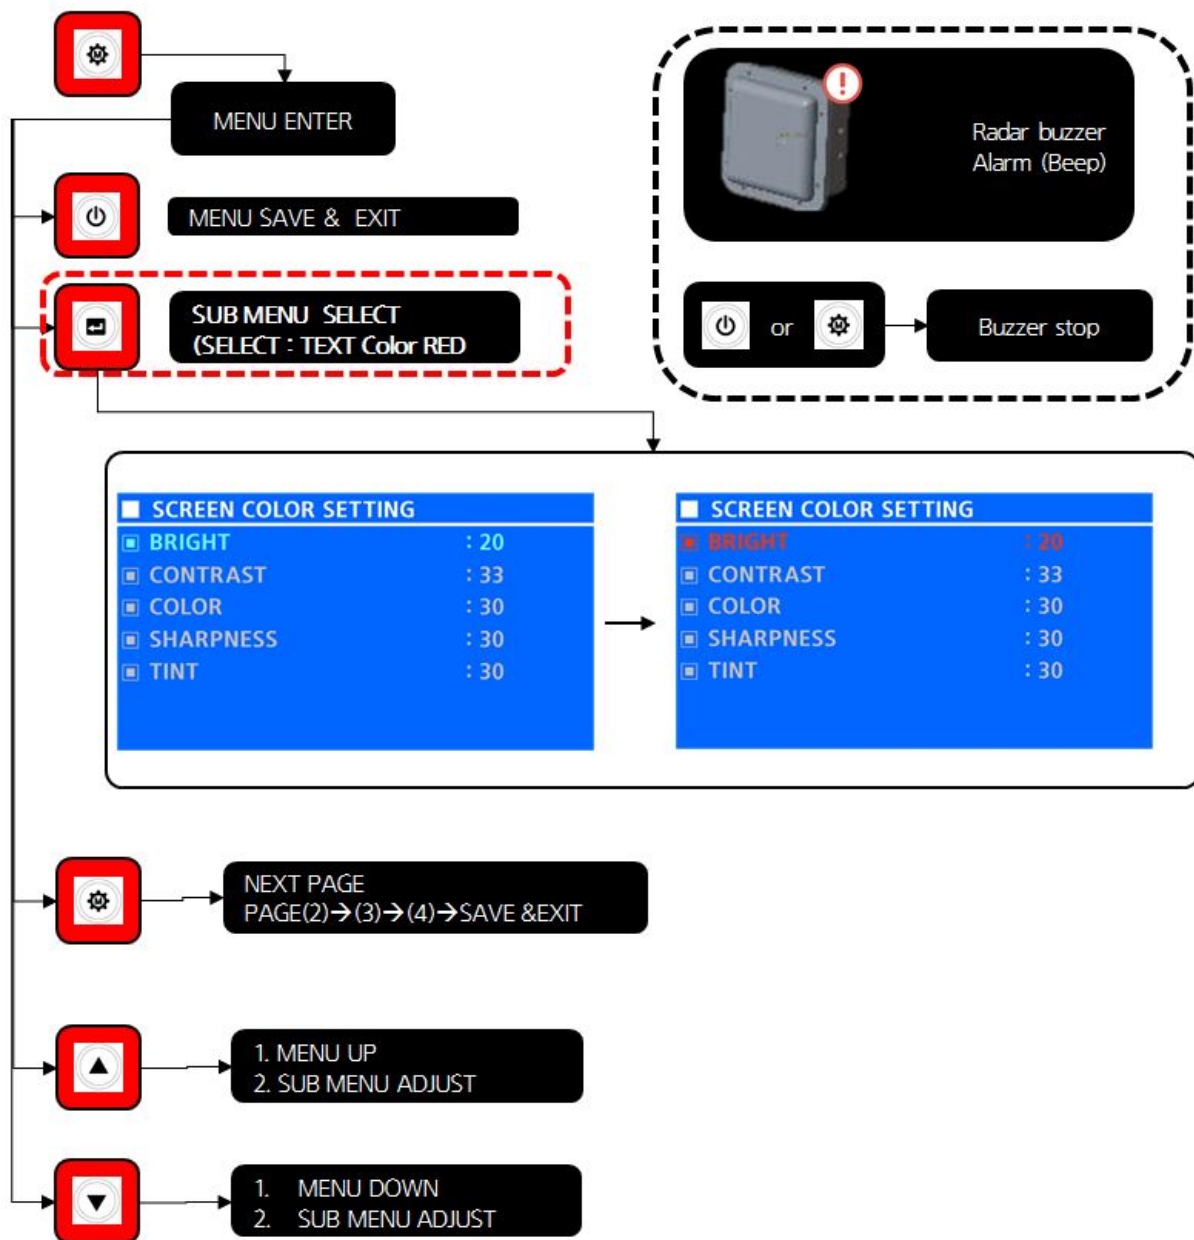 MENU ENTER
MENU SAVE & EXIT
SUB MENU SELECT
(SELECT : TEXT Color RED
Radar buzzer
Alarm (Beep)
or
Buzzer stop
SCREEN COLOR SETTING
BRIGHT : 20
CONTRAST : 33
COLOR : 30
SHARPNESS : 30
TINT : 30
SCREEN COLOR SETTING
BRIGHT : 20
CONTRAST : 33
COLOR : 30
SHARPNESS : 30
TINT : 30
M
NEXT PAGE
PAGE(2)→(3)→(4)→SAVE &EXIT
1. MENU UP
2. SUB MENU ADJUST
1. MENU DOWN
2. SUB MENU ADJUST